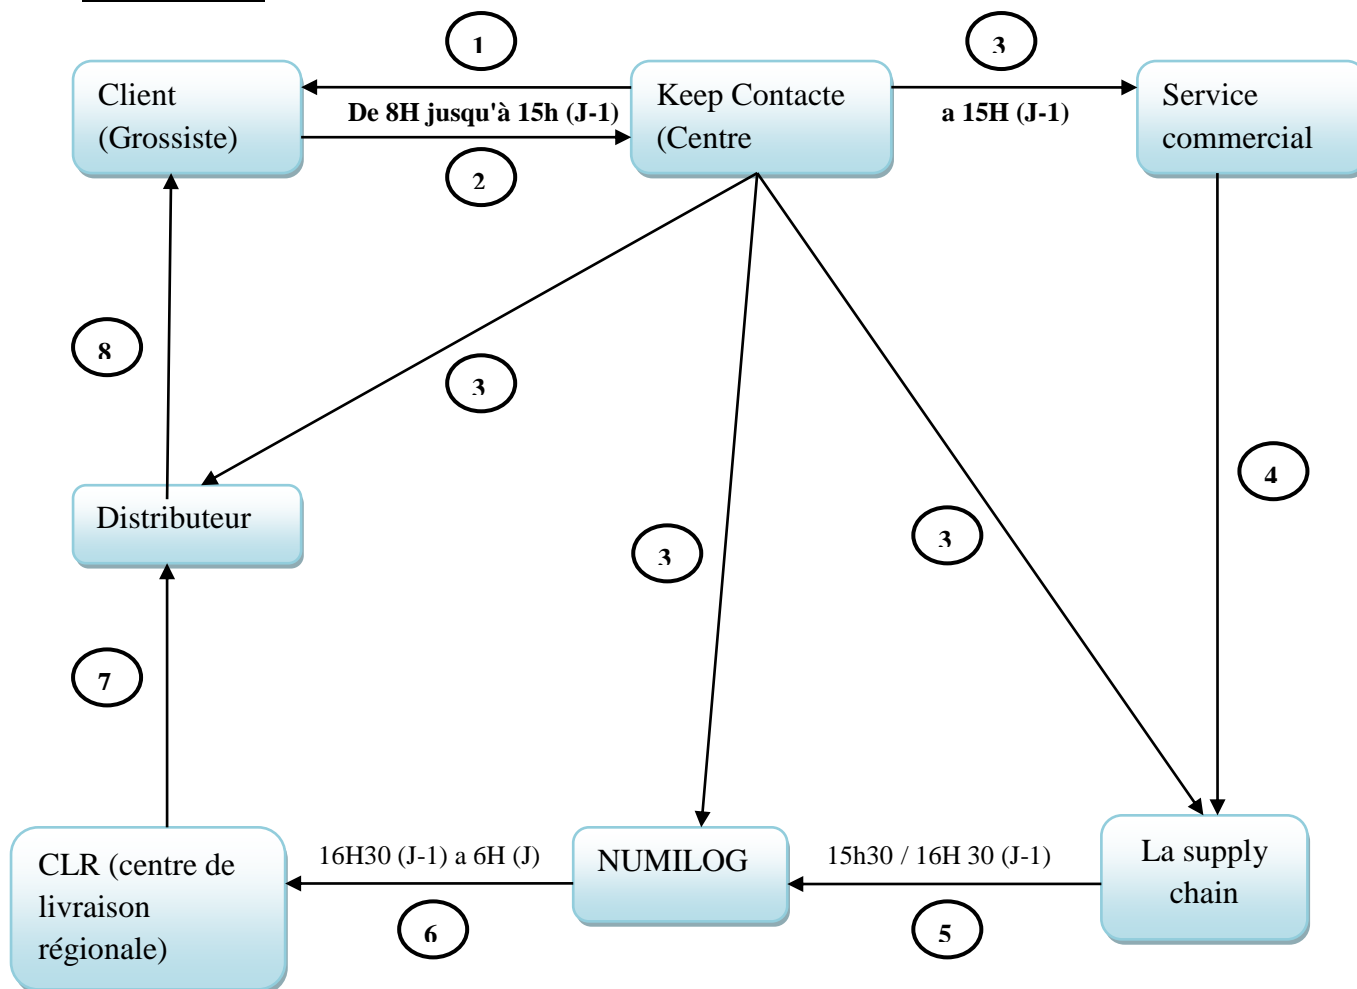 1
3
Client
(Grossiste)
De 8H jusqu'à 15h (J-1)
Keep Contacte
(Centre
a 15H (J-1)
Service
commercial
2
8
3
4
Distributeur
3
3
7
CLR (centre de
livraison
régionale)
16H30 (J-1) a 6H (J)
6
NUMILOG
15h30 / 16H 30 (J-1)
5
La supply
chain